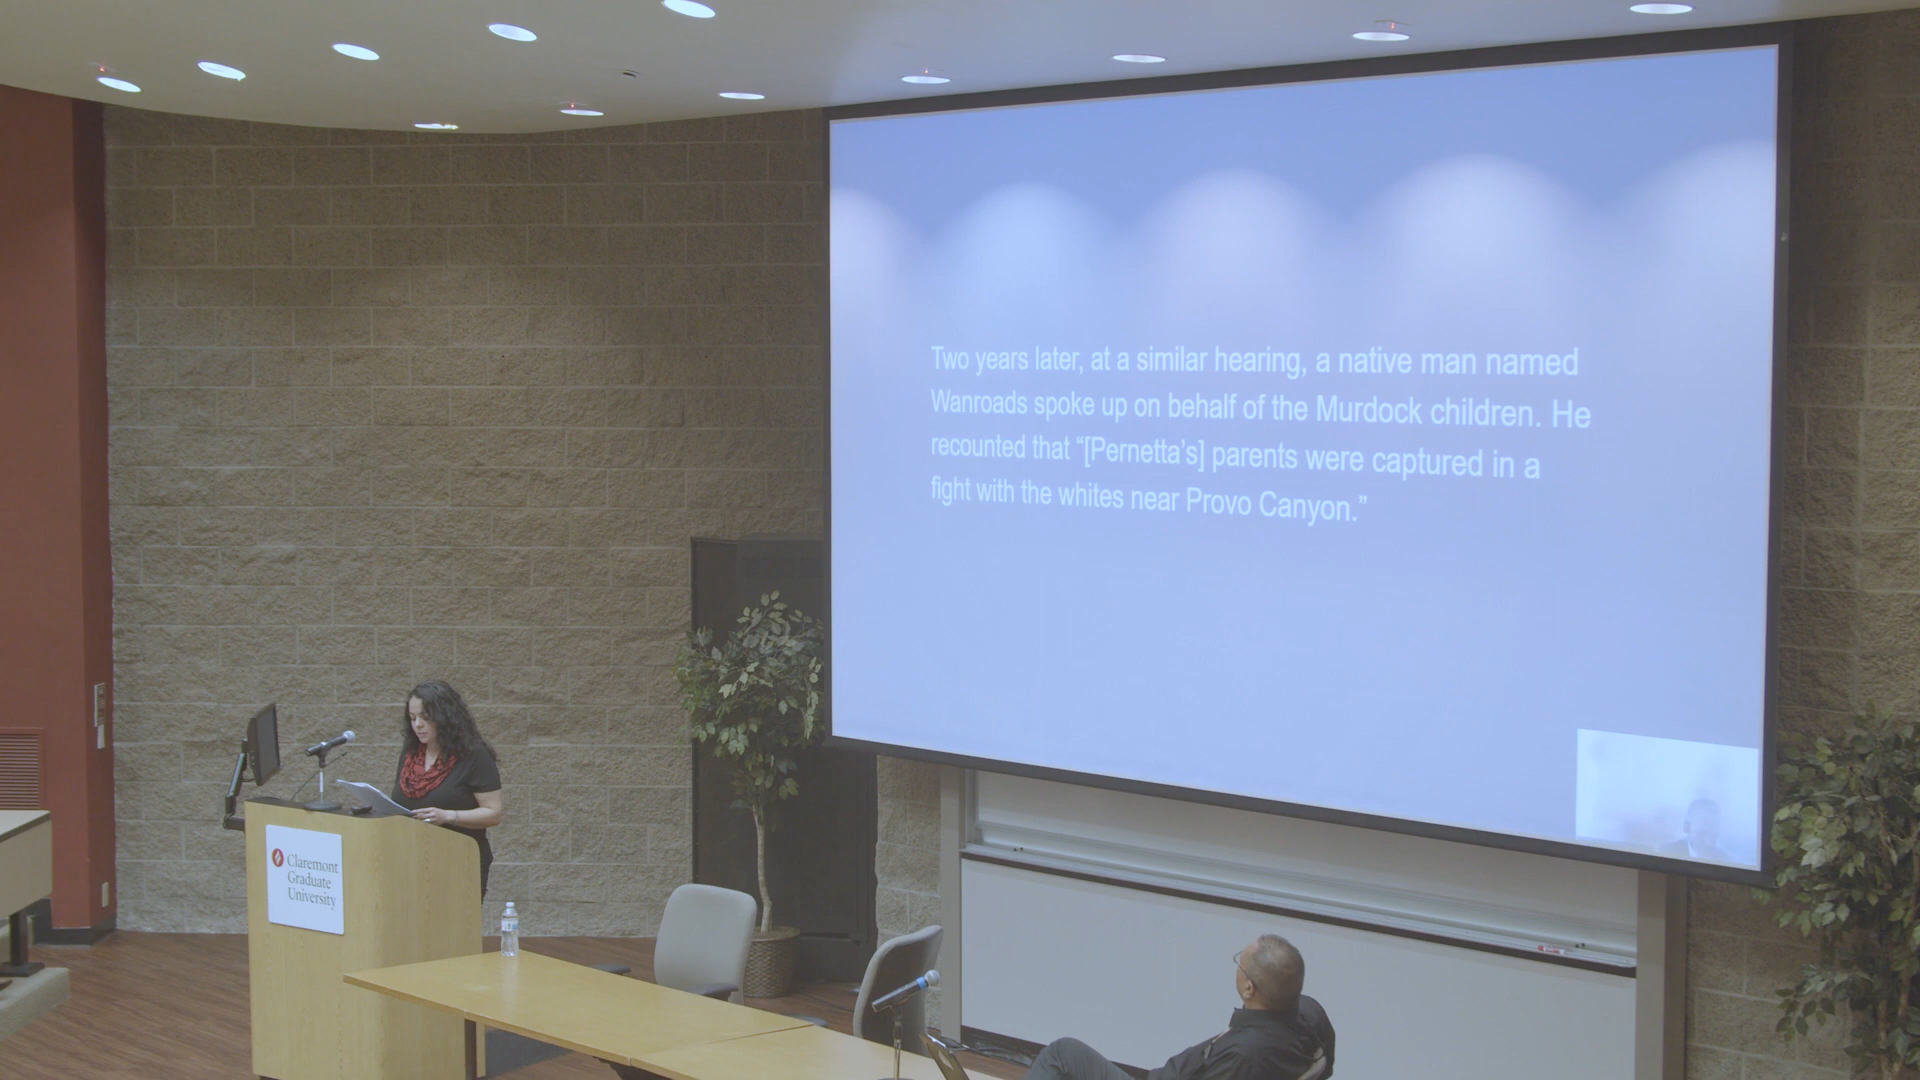 Two years later, at a similar hearing, a native man named
Wanroads spoke up on behalf of the Murdock children. He
recounted that “[Pernetta’s] parents were captured in a
fight with the whites near Provo Canyon.”
Claremont
Graduate
University